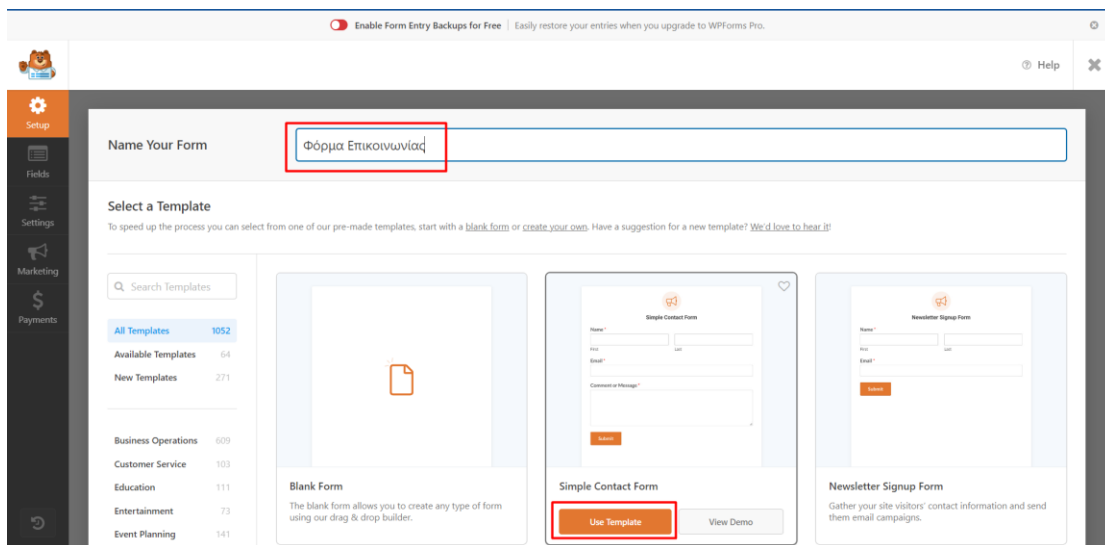 Enable Form Entry Backups for Free | Easily restore your entries when you upgrade to WPForms Pro.
Help
Setup
Fields
Settings
Marketing
Payments
Name Your Form
Φόρμα Επικοινωνίας
Select a Template
To speed up the process you can select from one of our pre-made templates, start with a blank form or create your own. Have a suggestion for a new template? We'd love to hear it!
Search Templates
All Templates 1052
Available Templates 64
New Templates 271
Business Operations 609
Customer Service 103
Education 111
Entertainment 73
Event Planning 141
Blank Form
The blank form allows you to create any type of form
using our drag & drop builder.
Simple Contact Form
Name *
First Last
Email *
Comment or Message *
Submit
Simple Contact Form
Use Template View Demo
Newsletter Signup Form
Name *
First Last
Email *
Submit
Newsletter Signup Form
Gather your site visitors' contact information and send
them email campaigns.